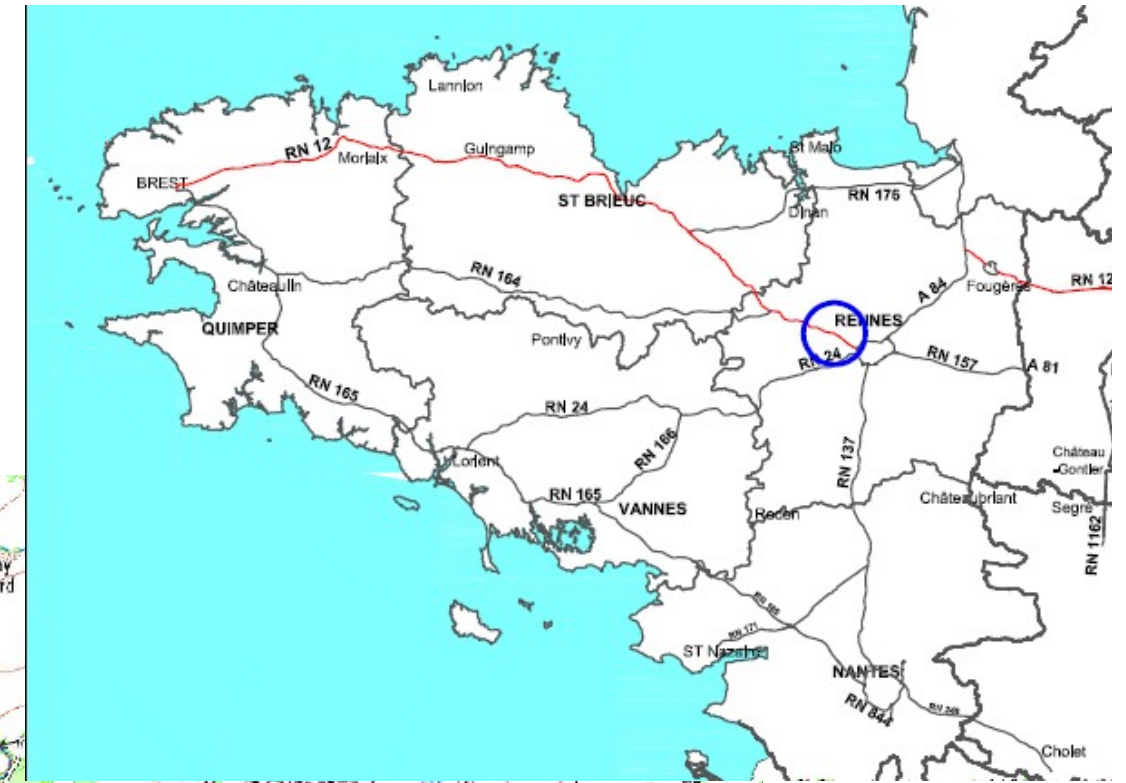 Lannion
RN 12
Morlaix
Guingamp
St Malo
BREST
ST BRIEUC
RN 176
Dinan
RN 164
Châteaulin
A 84
Fougères
RN 12
QUIMPER
Pontivy
RENNES
RN 24
RN 157
A 81
RN 165
RN 24
RN 166
RN 137
Château
-Gontier
Lorient
RN 165
VANNES
Redon
Châteaubriant
Segré
RN 1162
RN 165
RN 171
ST Nazaire
NANTES
RN 844
RN 249
Cholet